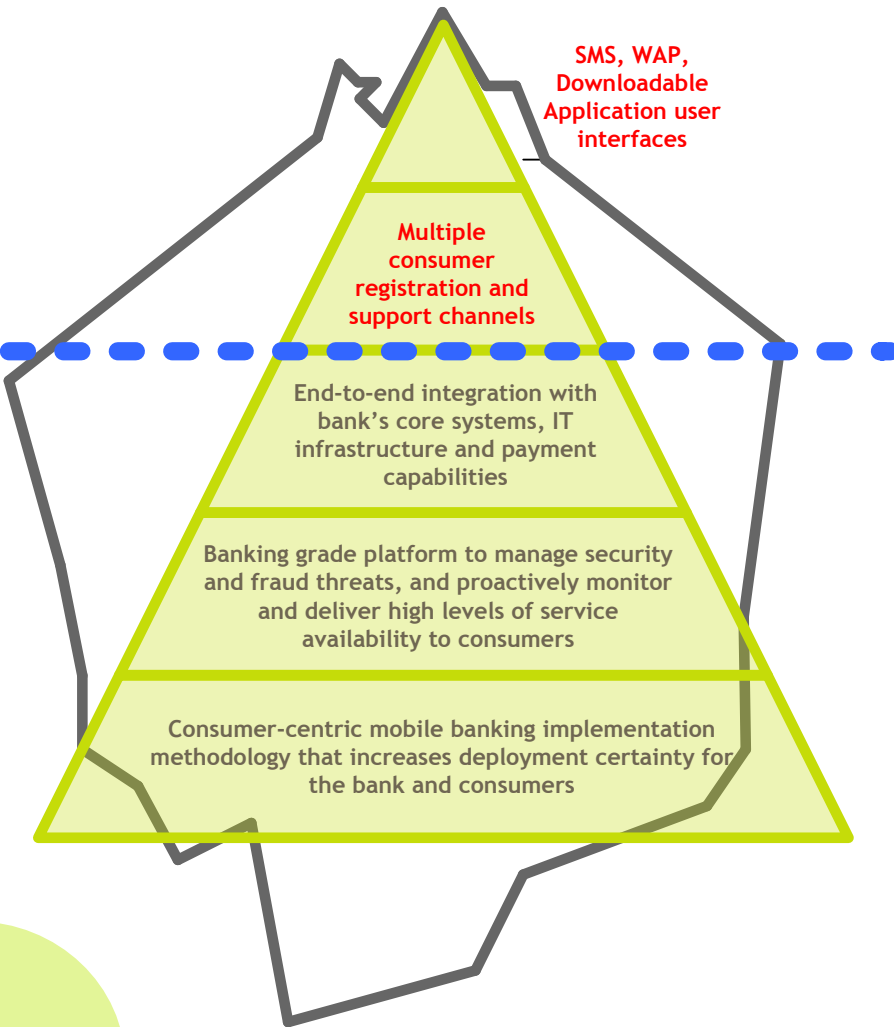 SMS, WAP,
Downloadable
Application user
interfaces
Multiple
consumer
registration and
support channels
End-to-end integration with
bank’s core systems, IT
infrastructure and payment
capabilities
Banking grade platform to manage security
and fraud threats, and proactively monitor
and deliver high levels of service
availability to consumers
Consumer-centric mobile banking implementation
methodology that increases deployment certainty for
the bank and consumers